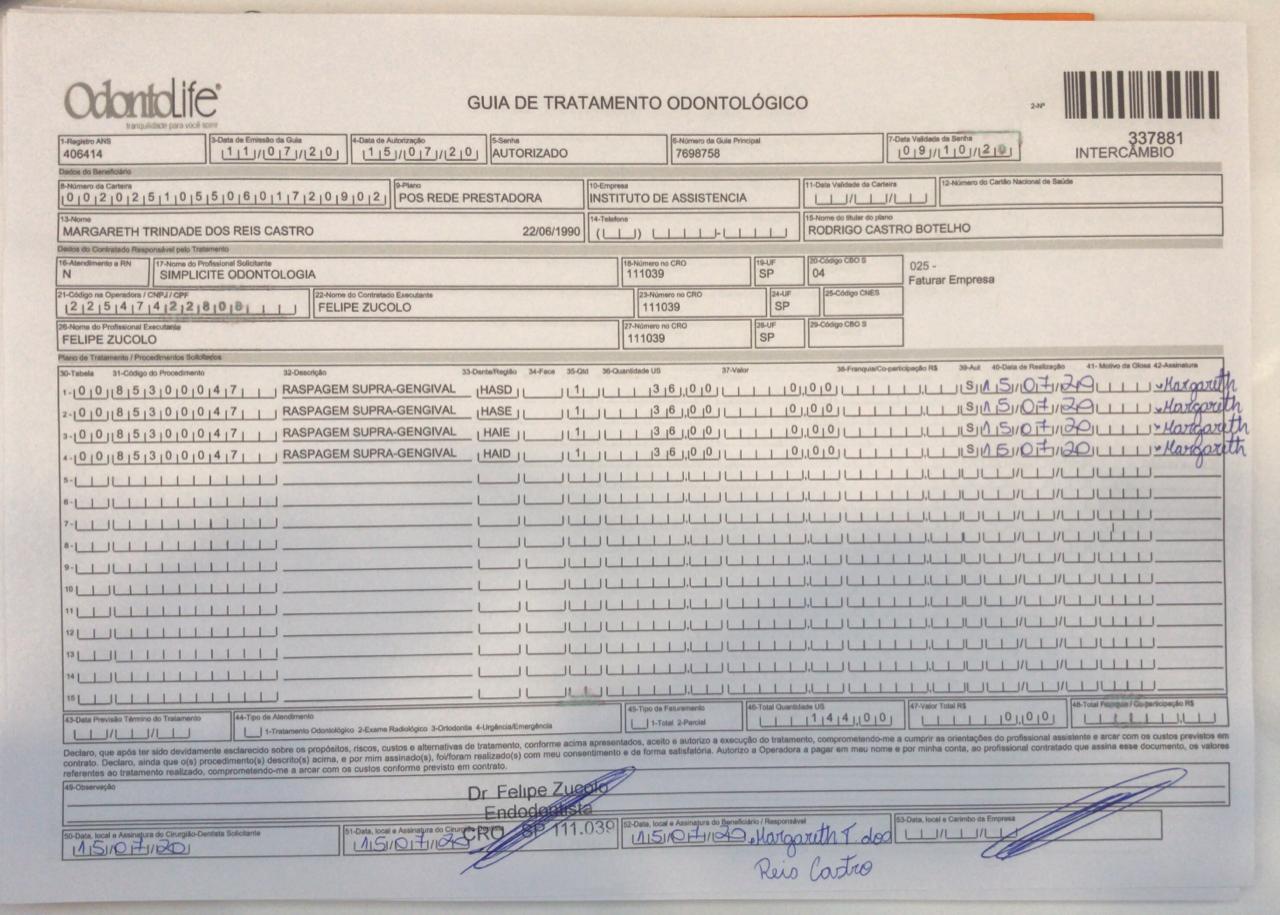 OdontoLife®
tranquilidade para você sorrir
GUIA DE TRATAMENTO ODONTOLÓGICO
2-Nº
337881
INTERCÂMBIO
1-Registro ANS 3-Data de Emissão da Guia 4-Data de Autorização 5-Senha 6-Número da Guia Principal 7-Data Validade da Senha
406414 11/07/20 15/07/20 AUTORIZADO 7698758 09/10/20
Dados do Beneficiário
8-Número da Carteira 9-Plano 10-Empresa 11-Data Validade da Carteira 12-Número do Cartão Nacional de Saúde
00202510550601720902 POS REDE PRESTADORA INSTITUTO DE ASSISTENCIA
13-Nome 14-Telefone 15-Nome do titular do plano
MARGARETH TRINDADE DOS REIS CASTRO 22/06/1990 RODRIGO CASTRO BOTELHO
Dados do Contratado Responsável pelo Tratamento
16-Atendimento a RN 17-Nome do Profissional Solicitante 18-Número no CRO 19-UF 20-Código CBO S
N SIMPLICITE ODONTOLOGIA 111039 SP 04
025 -
Faturar Empresa
21-Código na Operadora / CNPJ / CPF 22-Nome do Contratado Executante 23-Número no CRO 24-UF 25-Código CNES
22547422808 FELIPE ZUCOLO 111039 SP
26-Nome do Profissional Executante 27-Número no CRO 28-UF 29-Código CBO S
FELIPE ZUCOLO 111039 SP
Plano de Tratamento / Procedimentos Solicitados
30-Tabela 31-Código do Procedimento 32-Descrição 33-Dente/Região 34-Face 35-Qtd 36-Quantidade US 37-Valor 38-Franquia/Co-participação R$ 39-Aut 40-Data de Realização 41- Motivo da Glosa 42-Assinatura
1- 00 85300047 RASPAGEM SUPRA-GENGIVAL HASD 1 36,00 0,00 S 15/07/20 Margareth
2- 00 85300047 RASPAGEM SUPRA-GENGIVAL HASE 1 36,00 0,00 S 15/07/20 Margareth
3- 00 85300047 RASPAGEM SUPRA-GENGIVAL HAIE 1 36,00 0,00 S 15/07/20 Margareth
4- 00 85300047 RASPAGEM SUPRA-GENGIVAL HAID 1 36,00 0,00 S 15/07/20 Margareth
5-
6-
7-
8-
9-
10
11
12
13
14
15
43-Data Previsão Término do Tratamento 44-Tipo de Atendimento 45-Tipo de Faturamento 46-Total Quantidade US 47-Valor Total R$ 48-Total Franquia / Co-participação R$
1-Tratamento Odontológico 2-Exame Radiológico 3-Ortodontia 4-Urgência/Emergência 1-Total 2-Parcial 144,00 0,00
Declaro, que após ter sido devidamente esclarecido sobre os propósitos, riscos, custos e alternativas de tratamento, conforme acima apresentados, aceito e autorizo a execução do tratamento, comprometendo-me a cumprir as orientações do profissional assistente e arcar com os custos previstos em
contrato. Declaro, ainda que o(s) procedimento(s) descrito(s) acima, e por mim assinado(s), foi/foram realizado(s) com meu consentimento e de forma satisfatória. Autorizo a Operadora a pagar em meu nome e por minha conta, ao profissional contratado que assina esse documento, os valores
referentes ao tratamento realizado, comprometendo-me a arcar com os custos conforme previsto em contrato.
49-Observação
Dr. Felipe Zucolo
Endodontista
CRO SP 111.039
50-Data, local e Assinatura do Cirurgião-Dentista Solicitante 51-Data, local e Assinatura do Cirurgião-Dentista 52-Data, local e Assinatura do Beneficiário / Responsável 53-Data, local e Carimbo da Empresa
15/07/20 15/07/20 15/07/20 Margareth T. dos
Reis Castro